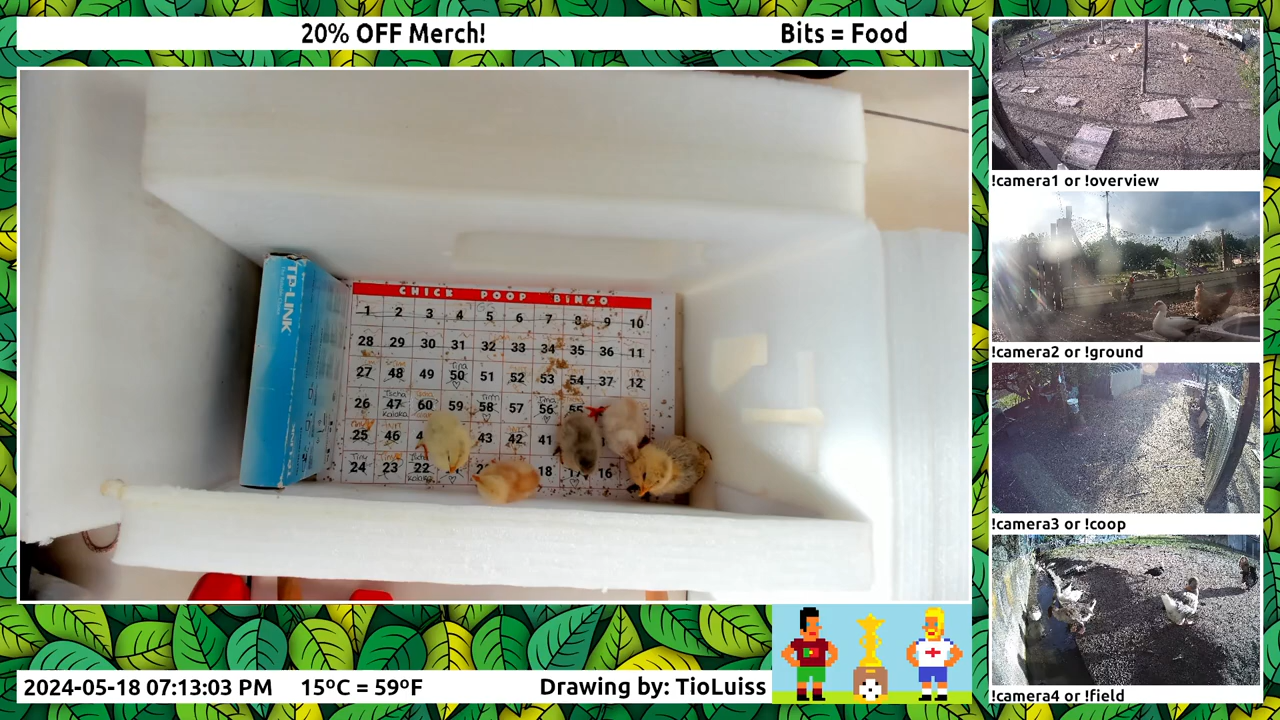 20% OFF Merch!
Bits = Food
!camera1 or !overview
!camera2 or !ground
!camera3 or !coop
!camera4 or !field
TP-LINK
CHICK POOP BINGO
1 2 3 4 5 6 7 8 9 10
28 29 30 31 32 33 34 35 36 11
27 48 49 50 51 52 53 54 37 12
26 47 60 59 58 57 56 55
25 46 43 42 41
24 23 22 18 17 16
2024-05-18 07:13:03 PM
15ºC = 59ºF
Drawing by: TioLuiss